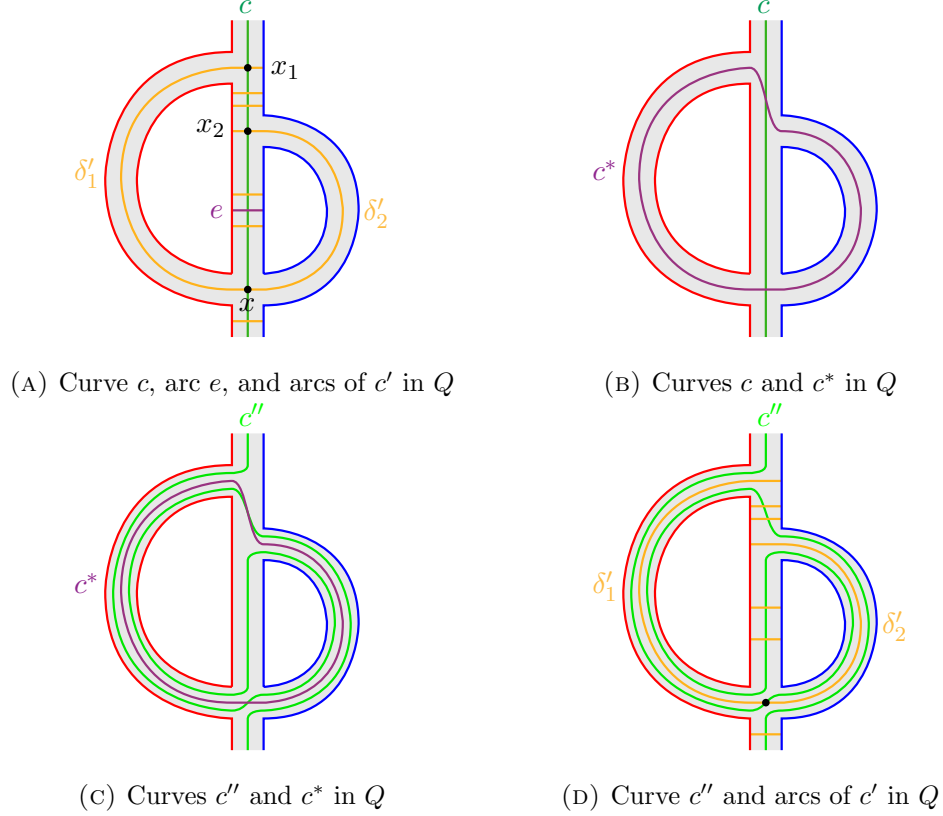 c c
x₁
x₂
δ′₁ c*
e δ′₂
x
(A) Curve c, arc e, and arcs of c′ in Q (B) Curves c and c* in Q
c″ c″
c* δ′₁
δ′₂
(C) Curves c″ and c* in Q (D) Curve c″ and arcs of c′ in Q